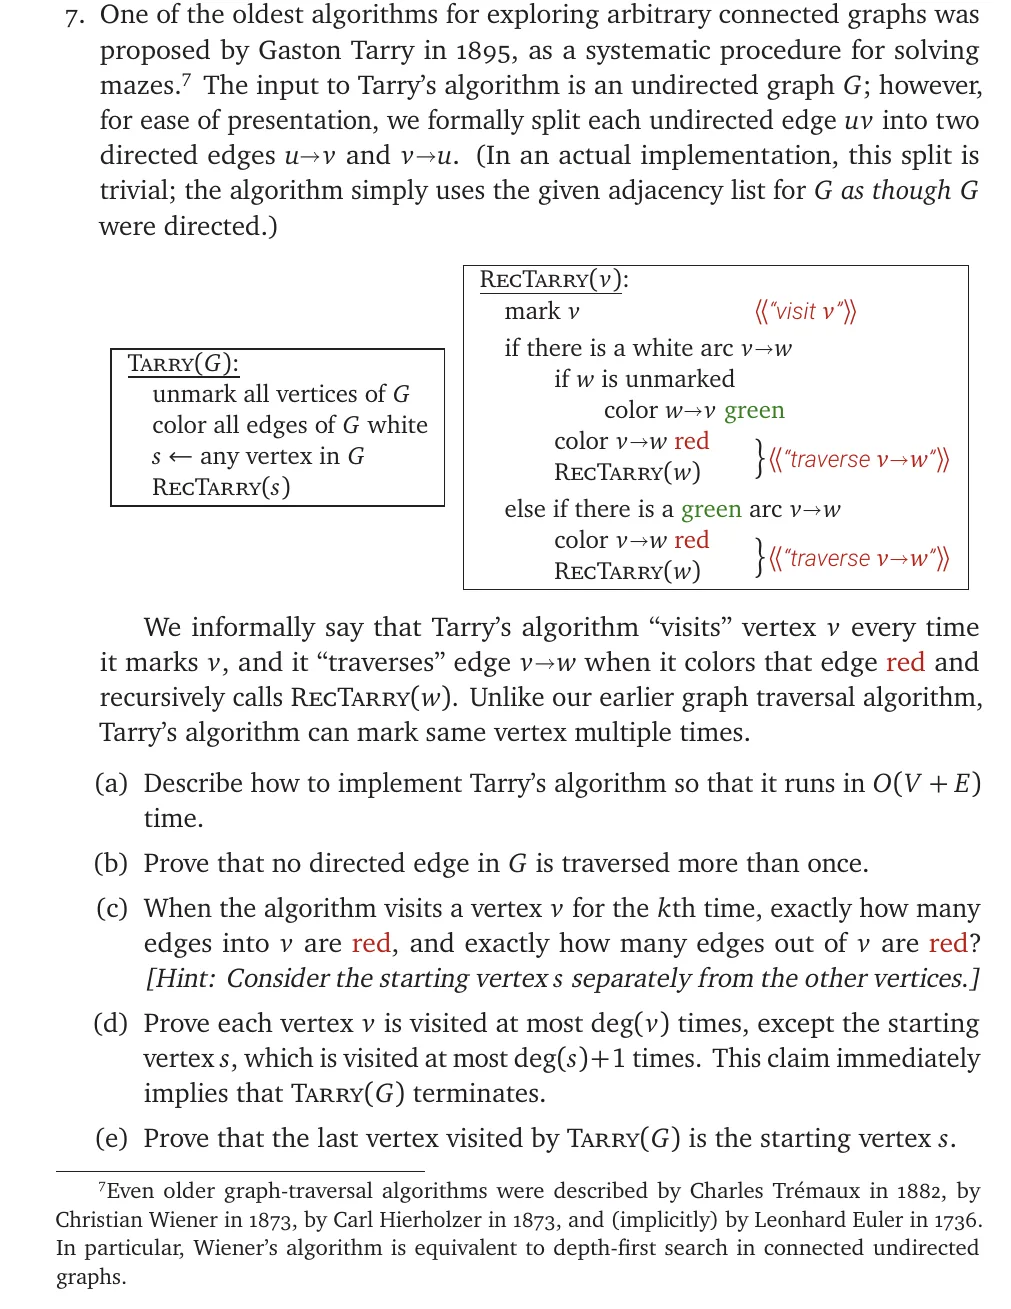 7. One of the oldest algorithms for exploring arbitrary connected graphs was
proposed by Gaston Tarry in 1895, as a systematic procedure for solving
mazes.⁷ The input to Tarry’s algorithm is an undirected graph G; however,
for ease of presentation, we formally split each undirected edge uv into two
directed edges u→v and v→u. (In an actual implementation, this split is
trivial; the algorithm simply uses the given adjacency list for G as though G
were directed.)
TARRY(G):
unmark all vertices of G
color all edges of G white
s ← any vertex in G
RECTARRY(s)
RECTARRY(v):
mark v ⟪“visit v”⟫
if there is a white arc v→w
if w is unmarked
color w→v green
color v→w red
RECTARRY(w) } ⟪“traverse v→w”⟫
else if there is a green arc v→w
color v→w red
RECTARRY(w) } ⟪“traverse v→w”⟫
We informally say that Tarry’s algorithm “visits” vertex v every time
it marks v, and it “traverses” edge v→w when it colors that edge red and
recursively calls RECTARRY(w). Unlike our earlier graph traversal algorithm,
Tarry’s algorithm can mark same vertex multiple times.
(a) Describe how to implement Tarry’s algorithm so that it runs in O(V + E)
time.
(b) Prove that no directed edge in G is traversed more than once.
(c) When the algorithm visits a vertex v for the kth time, exactly how many
edges into v are red, and exactly how many edges out of v are red?
[Hint: Consider the starting vertex s separately from the other vertices.]
(d) Prove each vertex v is visited at most deg(v) times, except the starting
vertex s, which is visited at most deg(s)+1 times. This claim immediately
implies that TARRY(G) terminates.
(e) Prove that the last vertex visited by TARRY(G) is the starting vertex s.
⁷Even older graph-traversal algorithms were described by Charles Trémaux in 1882, by
Christian Wiener in 1873, by Carl Hierholzer in 1873, and (implicitly) by Leonhard Euler in 1736.
In particular, Wiener’s algorithm is equivalent to depth-first search in connected undirected
graphs.